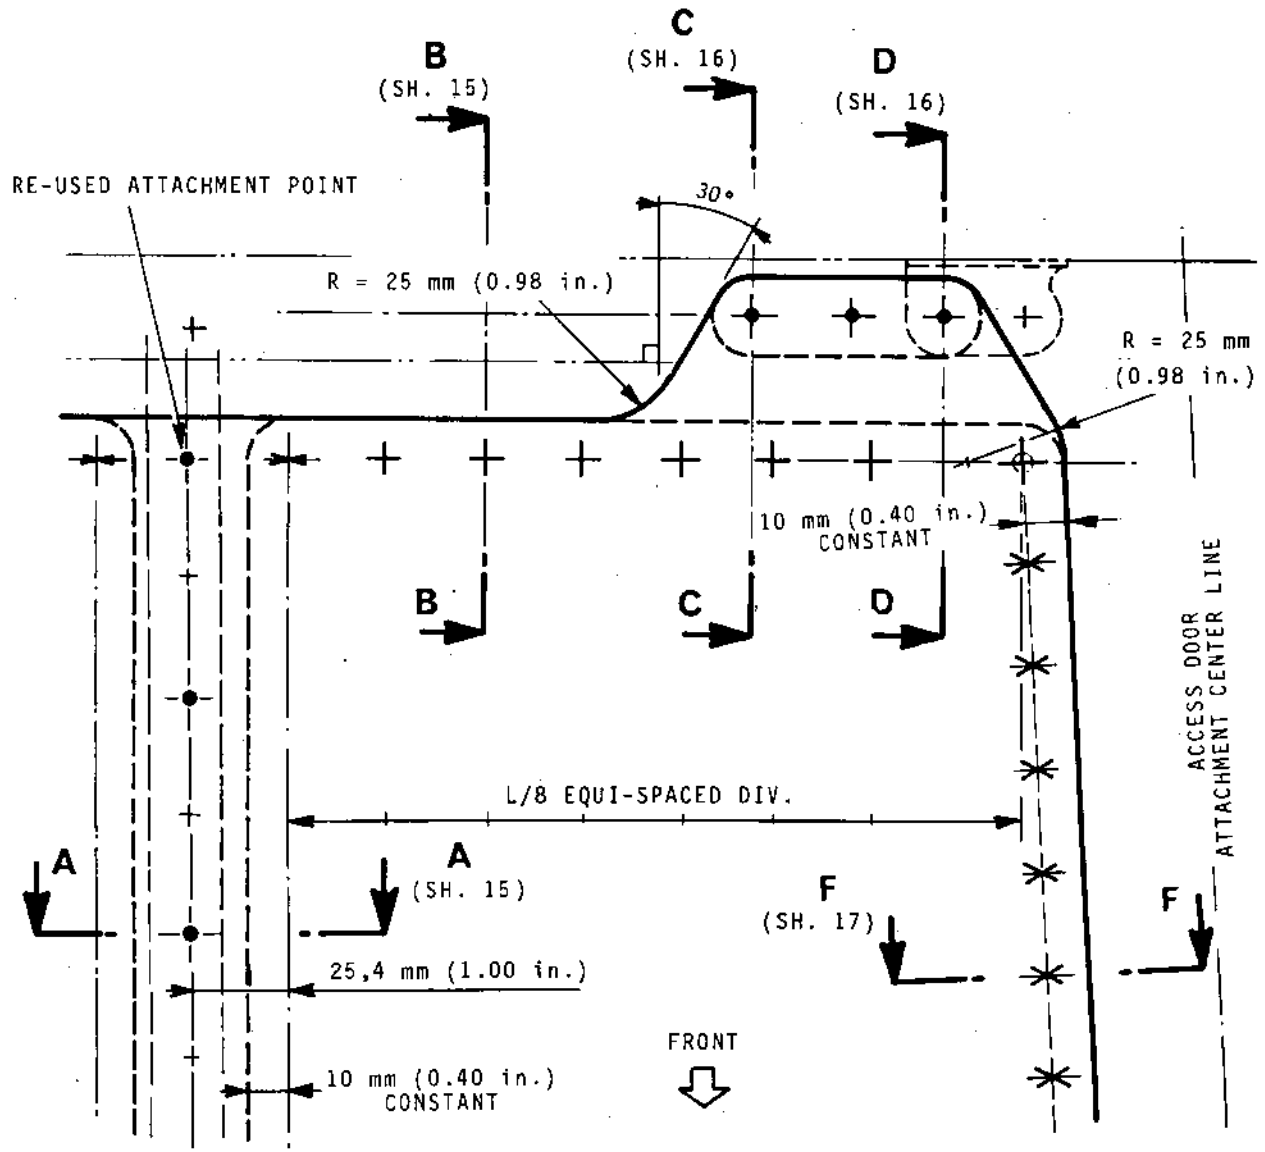 C
(SH. 16)
B
(SH. 15)
D
(SH. 16)
RE-USED ATTACHMENT POINT
30°
R = 25 mm (0.98 in.)
R = 25 mm
(0.98 in.)
10 mm (0.40 in.)
CONSTANT
B
C
D
ACCESS DOOR
ATTACHMENT CENTER LINE
L/8 EQUI-SPACED DIV.
A
A
(SH. 15)
F
(SH. 17)
F
25,4 mm (1.00 in.)
FRONT
10 mm (0.40 in.)
CONSTANT